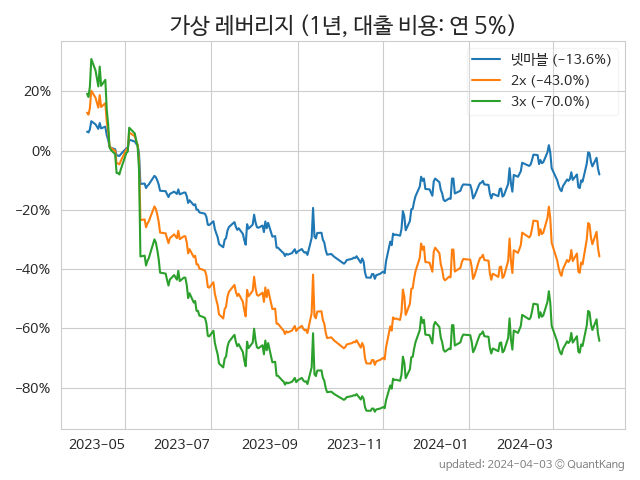 가상 레버리지 (1년, 대출 비용: 연 5%)
넷마블 (−13.6%)
2x (−43.0%)
3x (−70.0%)
20%
0%
−20%
−40%
−60%
−80%
2023-05
2023-07
2023-09
2023-11
2024-01
2024-03
updated: 2024-04-03 © QuantKang